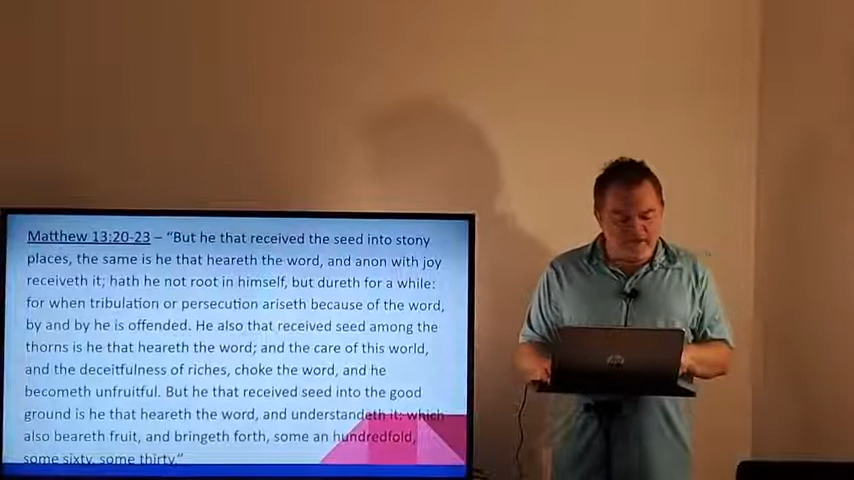 Matthew 13:20-23 – “But he that received the seed into stony
places, the same is he that heareth the word, and anon with joy
receiveth it; hath he not root in himself, but dureth for a while:
for when tribulation or persecution ariseth because of the word,
by and by he is offended. He also that received seed among the
thorns is he that heareth the word; and the care of this world,
and the deceitfulness of riches, choke the word, and he
becometh unfruitful. But he that received seed into the good
ground is he that heareth the word, and understandeth it; which
also beareth fruit, and bringeth forth, some an hundredfold,
some sixty, some thirty.”